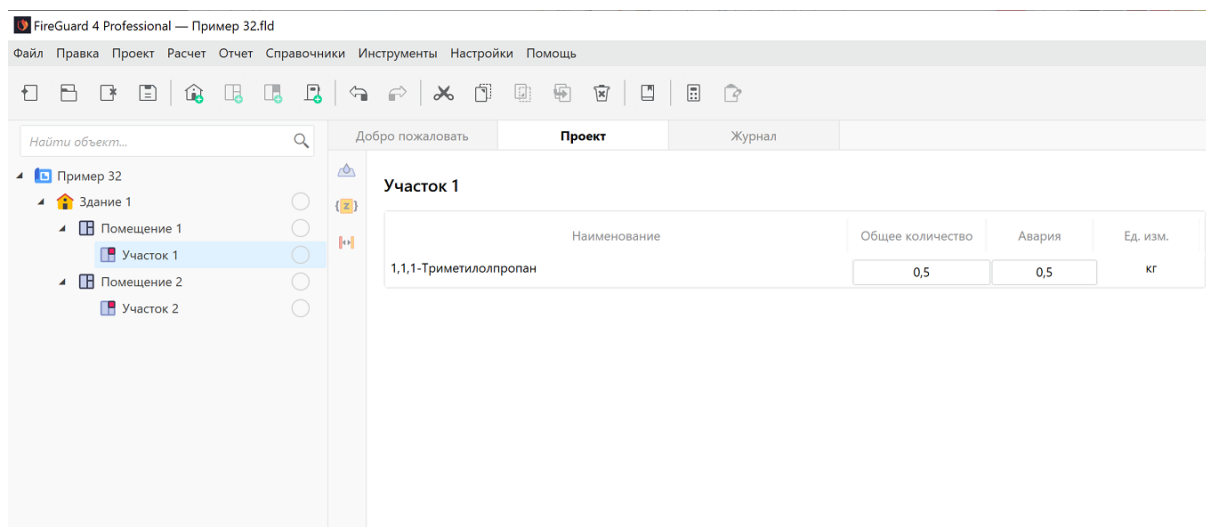 FireGuard 4 Professional — Пример 32.fld
Файл Правка Проект Расчет Отчет Справочники Инструменты Настройки Помощь
Найти объект...
Добро пожаловать Проект Журнал
Пример 32
Здание 1
Помещение 1
Участок 1
Помещение 2
Участок 2
Участок 1
Наименование Общее количество Авария Ед. изм.
1,1,1-Триметилолпропан 0,5 0,5 кг
{z}